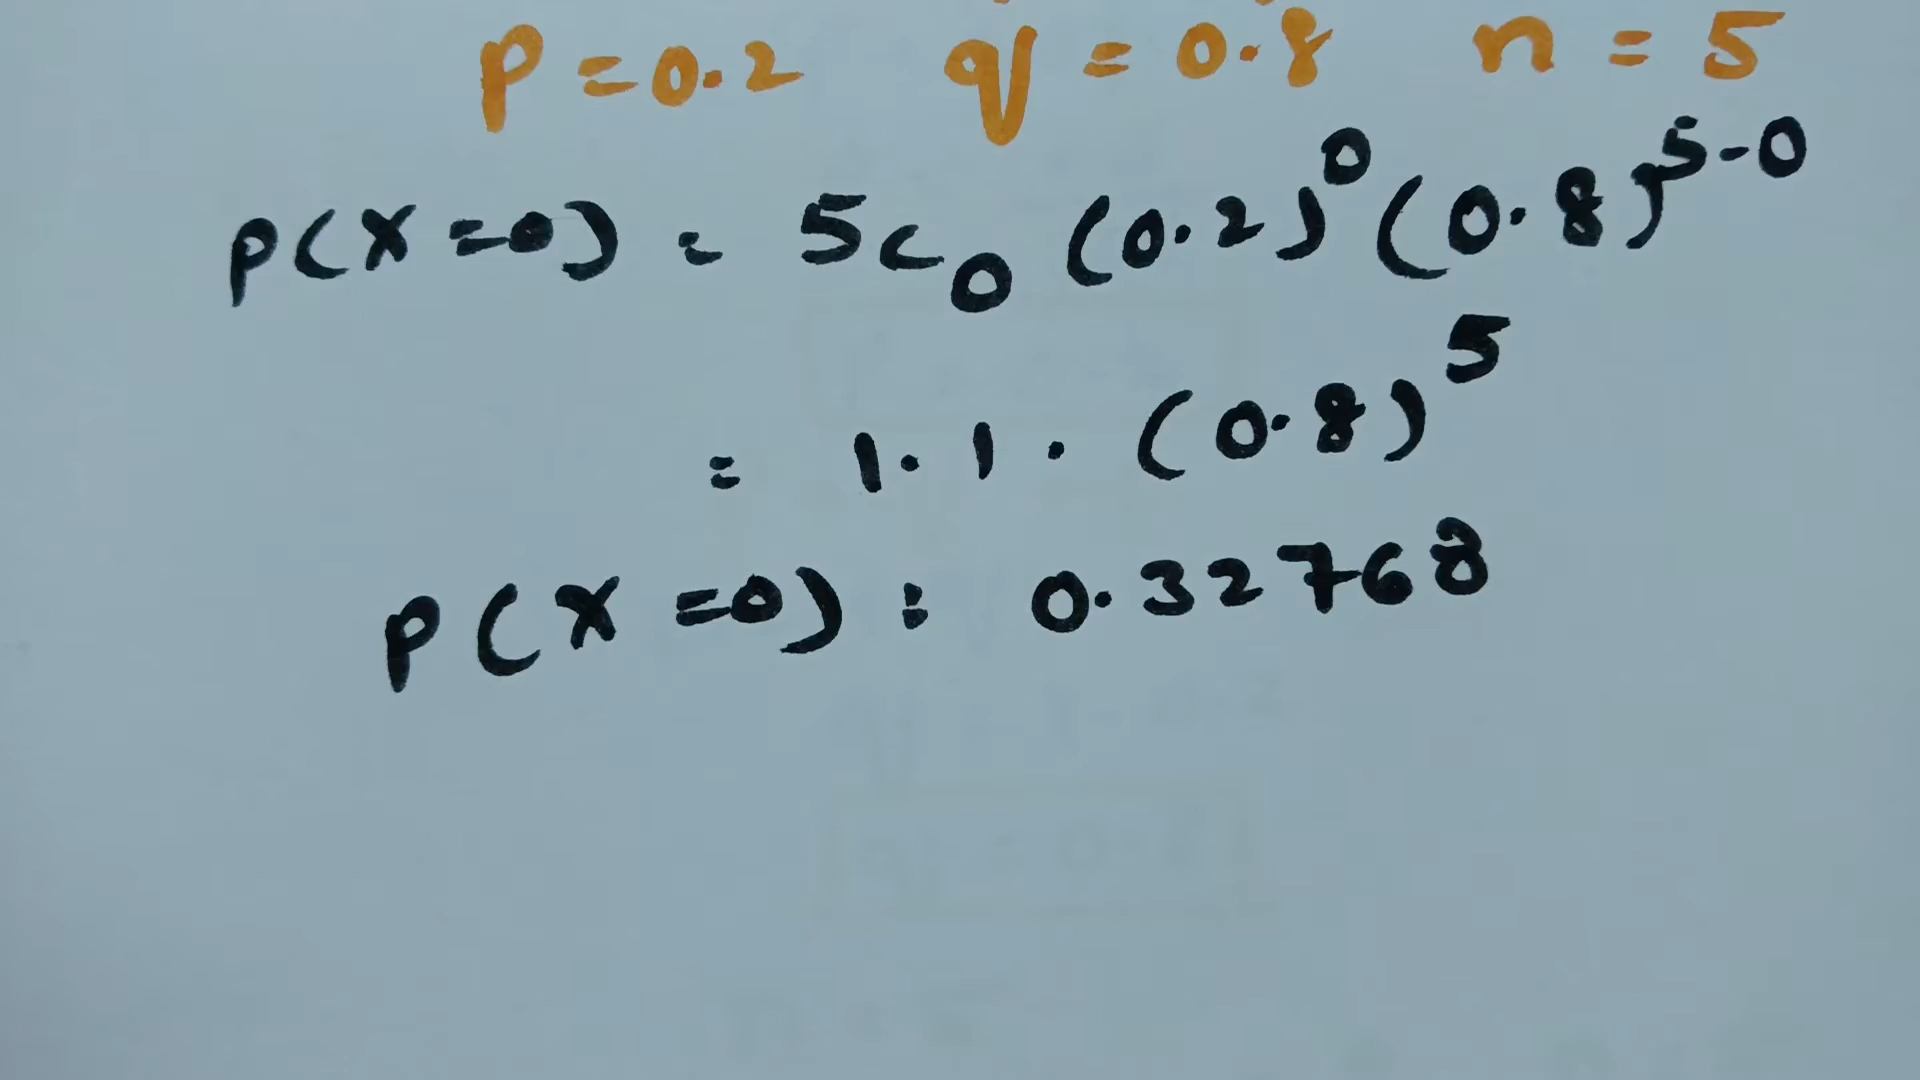 P = 0.2 q = 0.8 n = 5
P(X=0) = 5c₀ (0.2)⁰ (0.8)⁵⁻⁰
= 1 . 1 . (0.8)⁵
P(X=0) = 0.32768